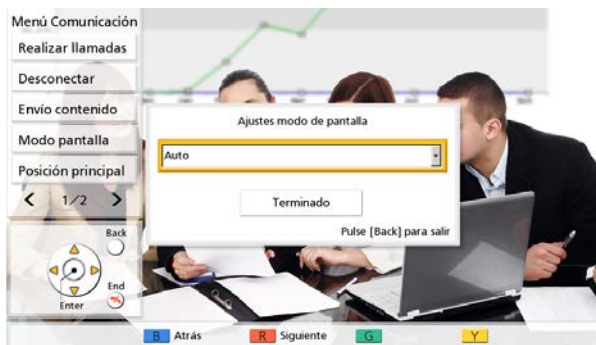 Menú Comunicación
Realizar llamadas
Desconectar
Envío contenido
Modo pantalla
Posición principal
1/2
Back
End
Enter
Ajustes modo de pantalla
Auto
Terminado
Pulse [Back] para salir
B Atrás R Siguiente G Y